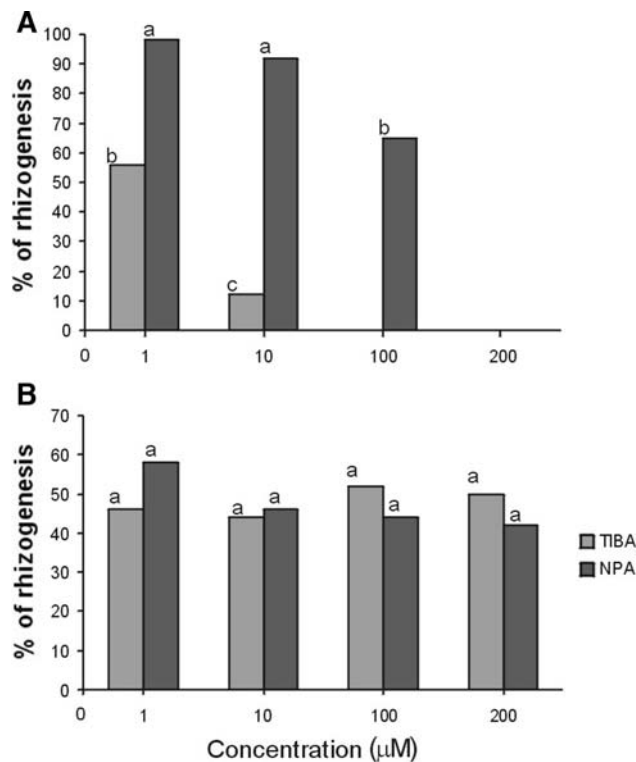 A
% of rhizogenesis
100
90
80
70
60
50
40
30
20
10
0
a
b
a
c
b
0 1 10 100 200
B
% of rhizogenesis
70
60
50
40
30
20
10
0
a a
a a
a a
a a
TIBA
NPA
0 1 10 100 200
Concentration (μM)